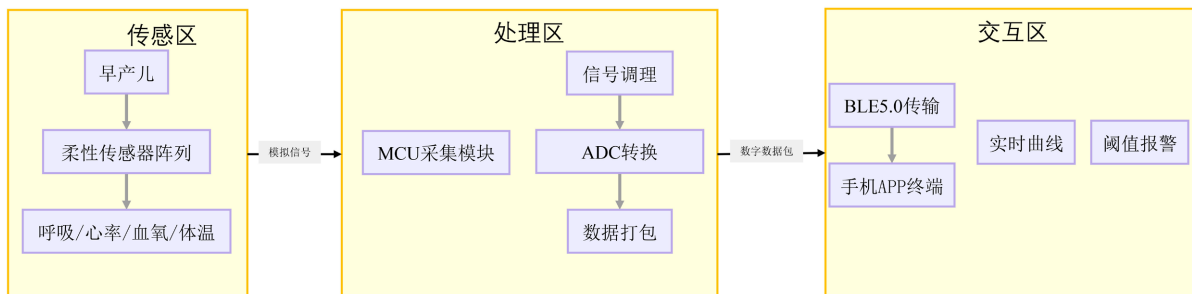 传感区
早产儿
柔性传感器阵列
呼吸/心率/血氧/体温
模拟信号
处理区
MCU采集模块
信号调理
ADC转换
数据打包
数字数据包
交互区
BLE5.0传输
手机APP终端
实时曲线
阈值报警